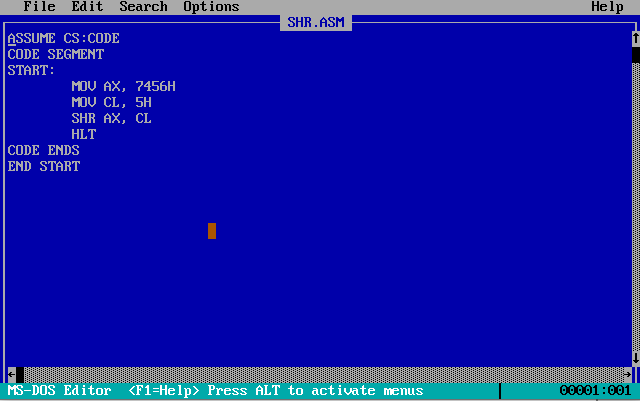 File Edit Search Options Help
SHR.ASM
ASSUME CS:CODE
CODE SEGMENT
START:
MOV AX, 7456H
MOV CL, 5H
SHR AX, CL
HLT
CODE ENDS
END START
MS-DOS Editor <F1=Help> Press ALT to activate menus 00001:001